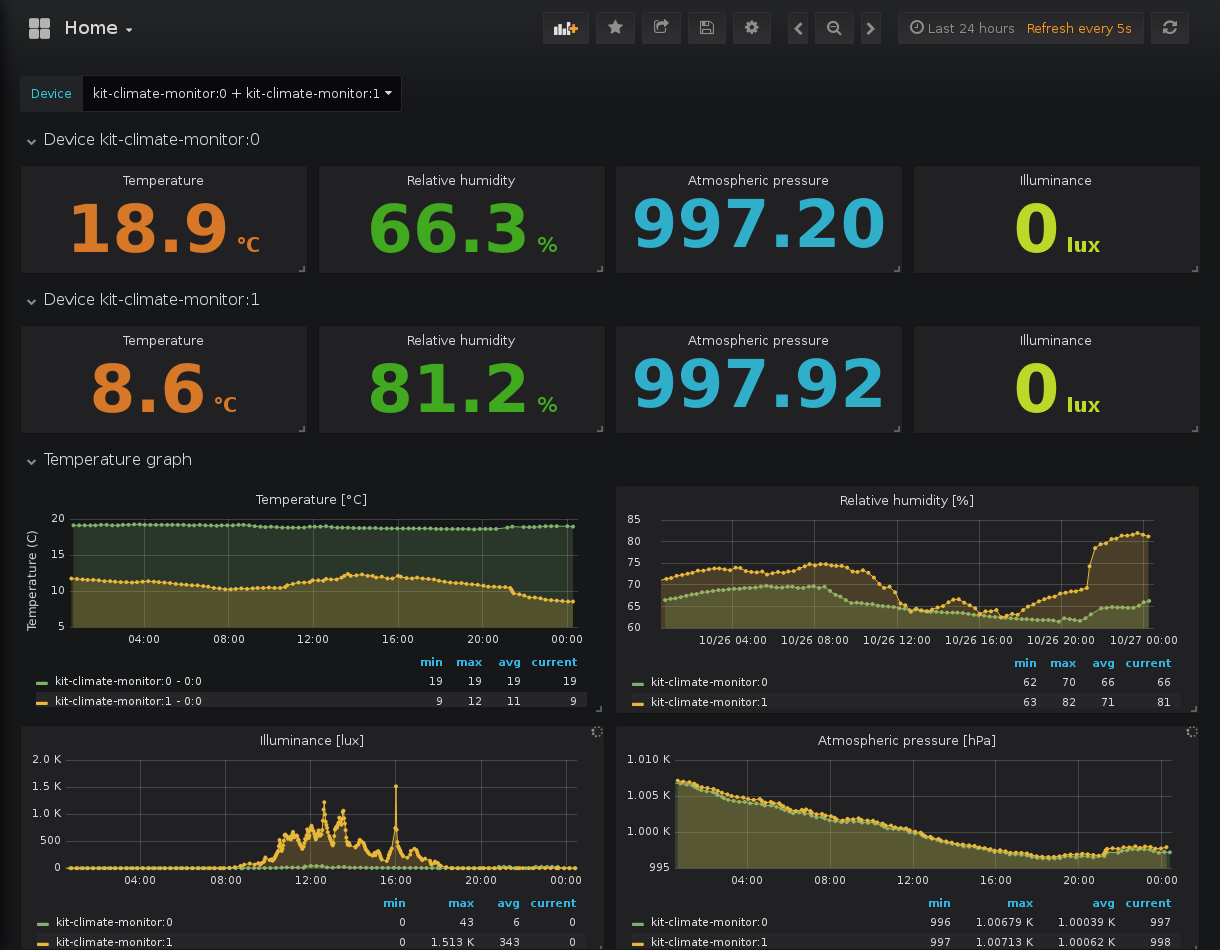 Home
Last 24 hours Refresh every 5s
Device kit-climate-monitor:0 + kit-climate-monitor:1
Device kit-climate-monitor:0
Temperature Relative humidity Atmospheric pressure Illuminance
18.9 °C 66.3 % 997.20 0 lux
Device kit-climate-monitor:1
Temperature Relative humidity Atmospheric pressure Illuminance
8.6 °C 81.2 % 997.92 0 lux
Temperature graph
Temperature [°C]
Temperature (C)
20
15
10
5
04:00 08:00 12:00 16:00 20:00 00:00
min max avg current
kit-climate-monitor:0 - 0:0 19 19 19 19
kit-climate-monitor:1 - 0:0 9 12 11 9
Relative humidity [%]
85
80
75
70
65
60
10/26 04:00 10/26 08:00 10/26 12:00 10/26 16:00 10/26 20:00 10/27 00:00
min max avg current
kit-climate-monitor:0 62 70 66 66
kit-climate-monitor:1 63 82 71 81
Illuminance [lux]
2.0 K
1.5 K
1.0 K
500
0
04:00 08:00 12:00 16:00 20:00 00:00
min max avg current
kit-climate-monitor:0 0 43 6 0
kit-climate-monitor:1 0 1.513 K 343 0
Atmospheric pressure [hPa]
1.010 K
1.005 K
1.000 K
995
04:00 08:00 12:00 16:00 20:00 00:00
min max avg current
kit-climate-monitor:0 996 1.00679 K 1.00039 K 997
kit-climate-monitor:1 997 1.00713 K 1.00062 K 998